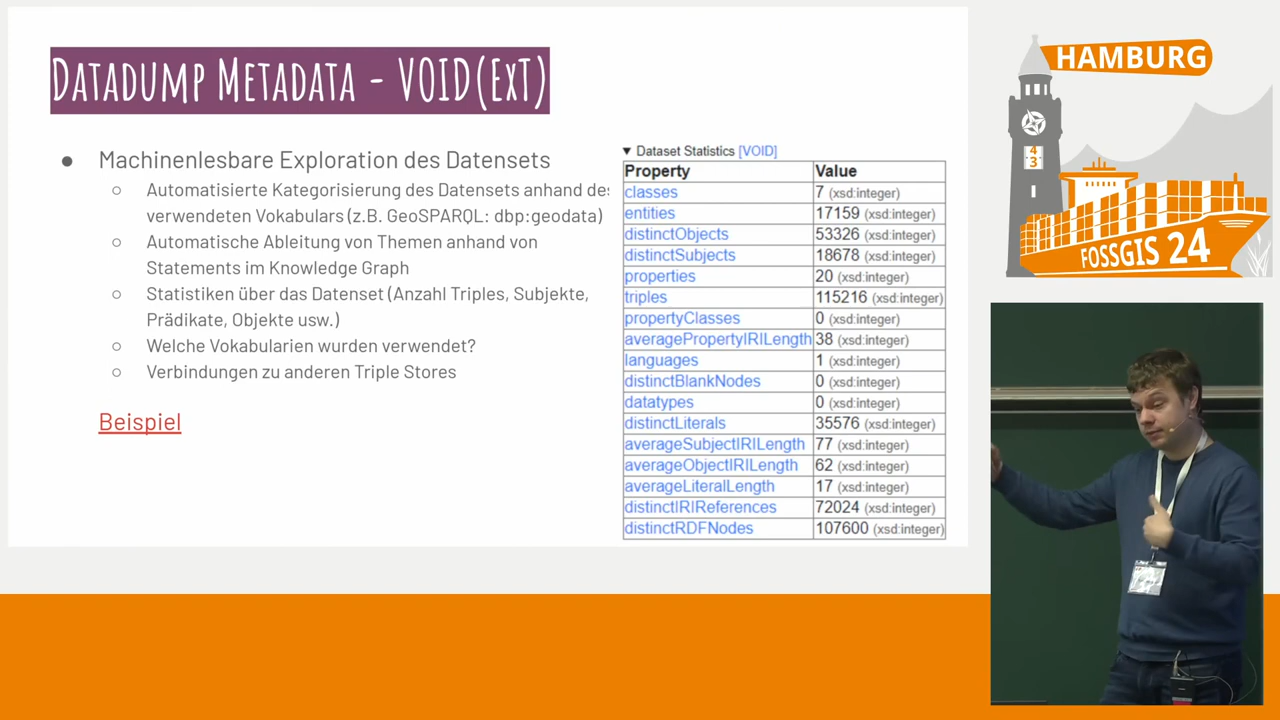 DATADUMP METADATA - VOID(EXT)
● Machinenlesbare Exploration des Datensets
○ Automatisierte Kategorisierung des Datensets anhand des
verwendeten Vokabulars (z.B. GeoSPARQL: dbp:geodata)
○ Automatische Ableitung von Themen anhand von
Statements im Knowledge Graph
○ Statistiken über das Datenset (Anzahl Triples, Subjekte,
Prädikate, Objekte usw.)
○ Welche Vokabularien wurden verwendet?
○ Verbindungen zu anderen Triple Stores
Beispiel
▼ Dataset Statistics [VOID]
Property Value
classes 7 (xsd:integer)
entities 17159 (xsd:integer)
distinctObjects 53326 (xsd:integer)
distinctSubjects 18678 (xsd:integer)
properties 20 (xsd:integer)
triples 115216 (xsd:integer)
propertyClasses 0 (xsd:integer)
averagePropertyIRILength 38 (xsd:integer)
languages 1 (xsd:integer)
distinctBlankNodes 0 (xsd:integer)
datatypes 0 (xsd:integer)
distinctLiterals 35576 (xsd:integer)
averageSubjectIRILength 77 (xsd:integer)
averageObjectIRILength 62 (xsd:integer)
averageLiteralLength 17 (xsd:integer)
distinctIRIReferences 72024 (xsd:integer)
distinctRDFNodes 107600 (xsd:integer)
HAMBURG
4
3
FOSSGIS 24